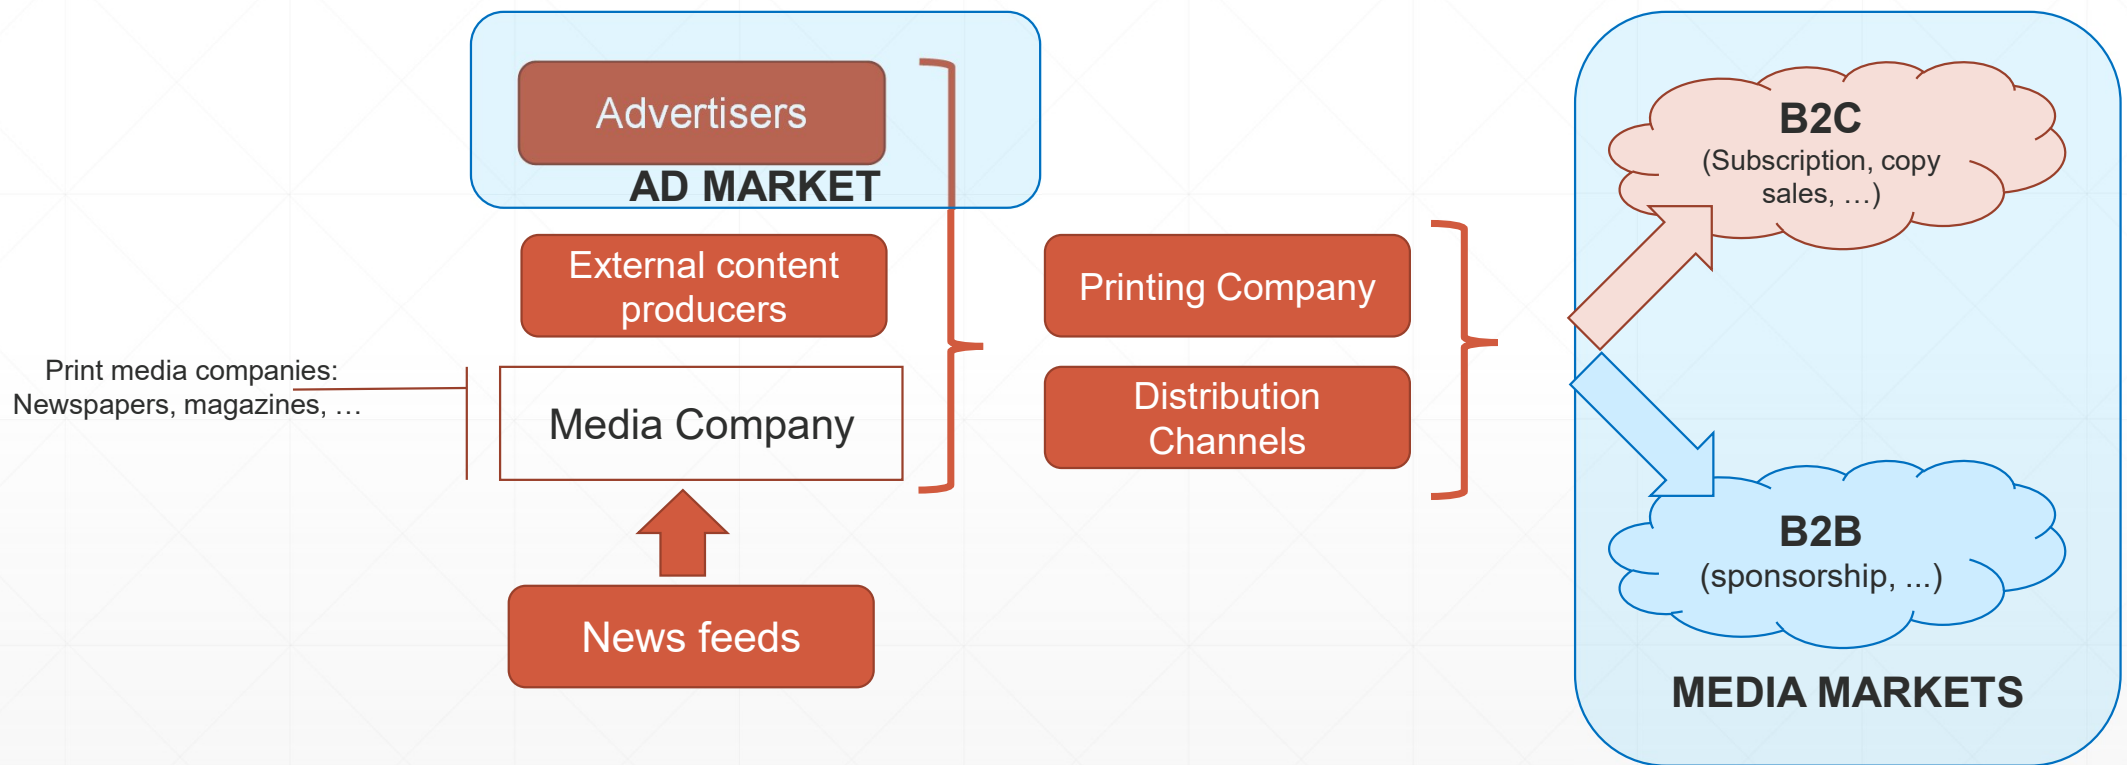 Advertisers
AD MARKET
External content
producers
Print media companies:
Newspapers, magazines, …
Media Company
News feeds
Printing Company
Distribution
Channels
B2C
(Subscription, copy
sales, …)
B2B
(sponsorship, ...)
MEDIA MARKETS